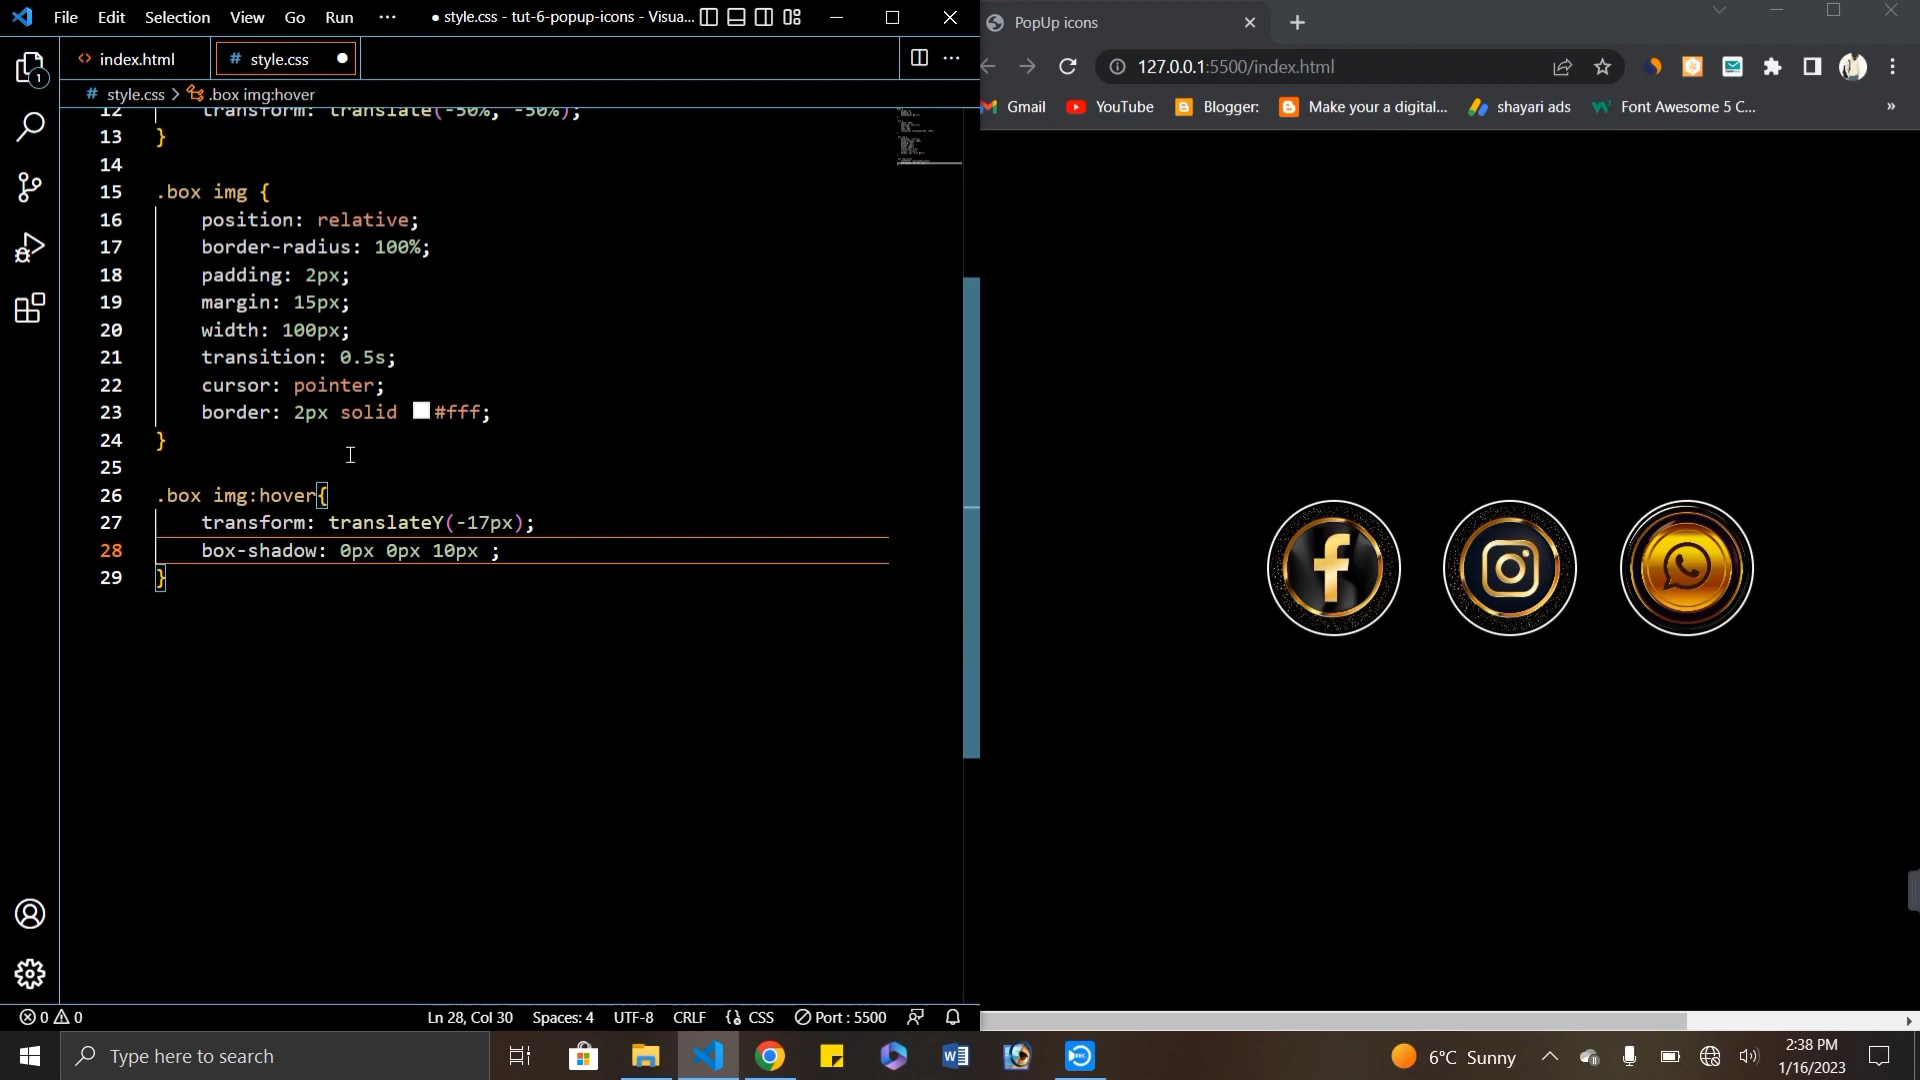 File Edit Selection View Go Run ··· ● style.css - tut-6-popup-icons - Visua...
index.html # style.css
# style.css > .box img:hover
12 transform: translate(-50%, -50%);
13 }
14
15 .box img {
16 position: relative;
17 border-radius: 100%;
18 padding: 2px;
19 margin: 15px;
20 width: 100px;
21 transition: 0.5s;
22 cursor: pointer;
23 border: 2px solid #fff;
24 }
25
26 .box img:hover{
27 transform: translateY(-17px);
28 box-shadow: 0px 0px 10px ;
29 }
1
0 0 Ln 28, Col 30 Spaces: 4 UTF-8 CRLF CSS Port : 5500
PopUp icons
127.0.0.1:5500/index.html
Gmail YouTube Blogger: Make your a digital... shayari ads Font Awesome 5 C... »
Type here to search
6°C Sunny
2:38 PM
1/16/2023